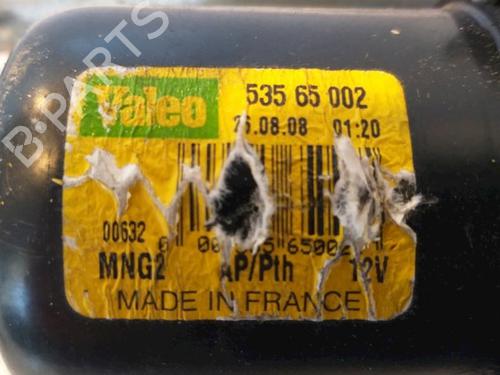 B-PARTS
Valeo 535 65 002
26.08.08 01:20
00632
MNG2 AP/Pth 12V
MADE IN FRANCE